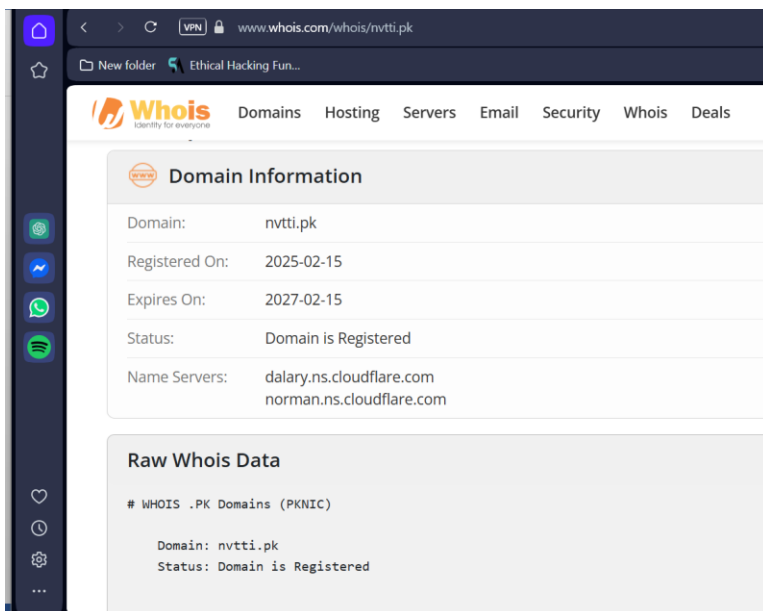 VPN www.whois.com/whois/nvtti.pk
New folder Ethical Hacking Fun...
Whois Identity for everyone Domains Hosting Servers Email Security Whois Deals
www Domain Information
Domain: nvtti.pk
Registered On: 2025-02-15
Expires On: 2027-02-15
Status: Domain is Registered
Name Servers: dalary.ns.cloudflare.com
norman.ns.cloudflare.com
Raw Whois Data
# WHOIS .PK Domains (PKNIC)
Domain: nvtti.pk
Status: Domain is Registered